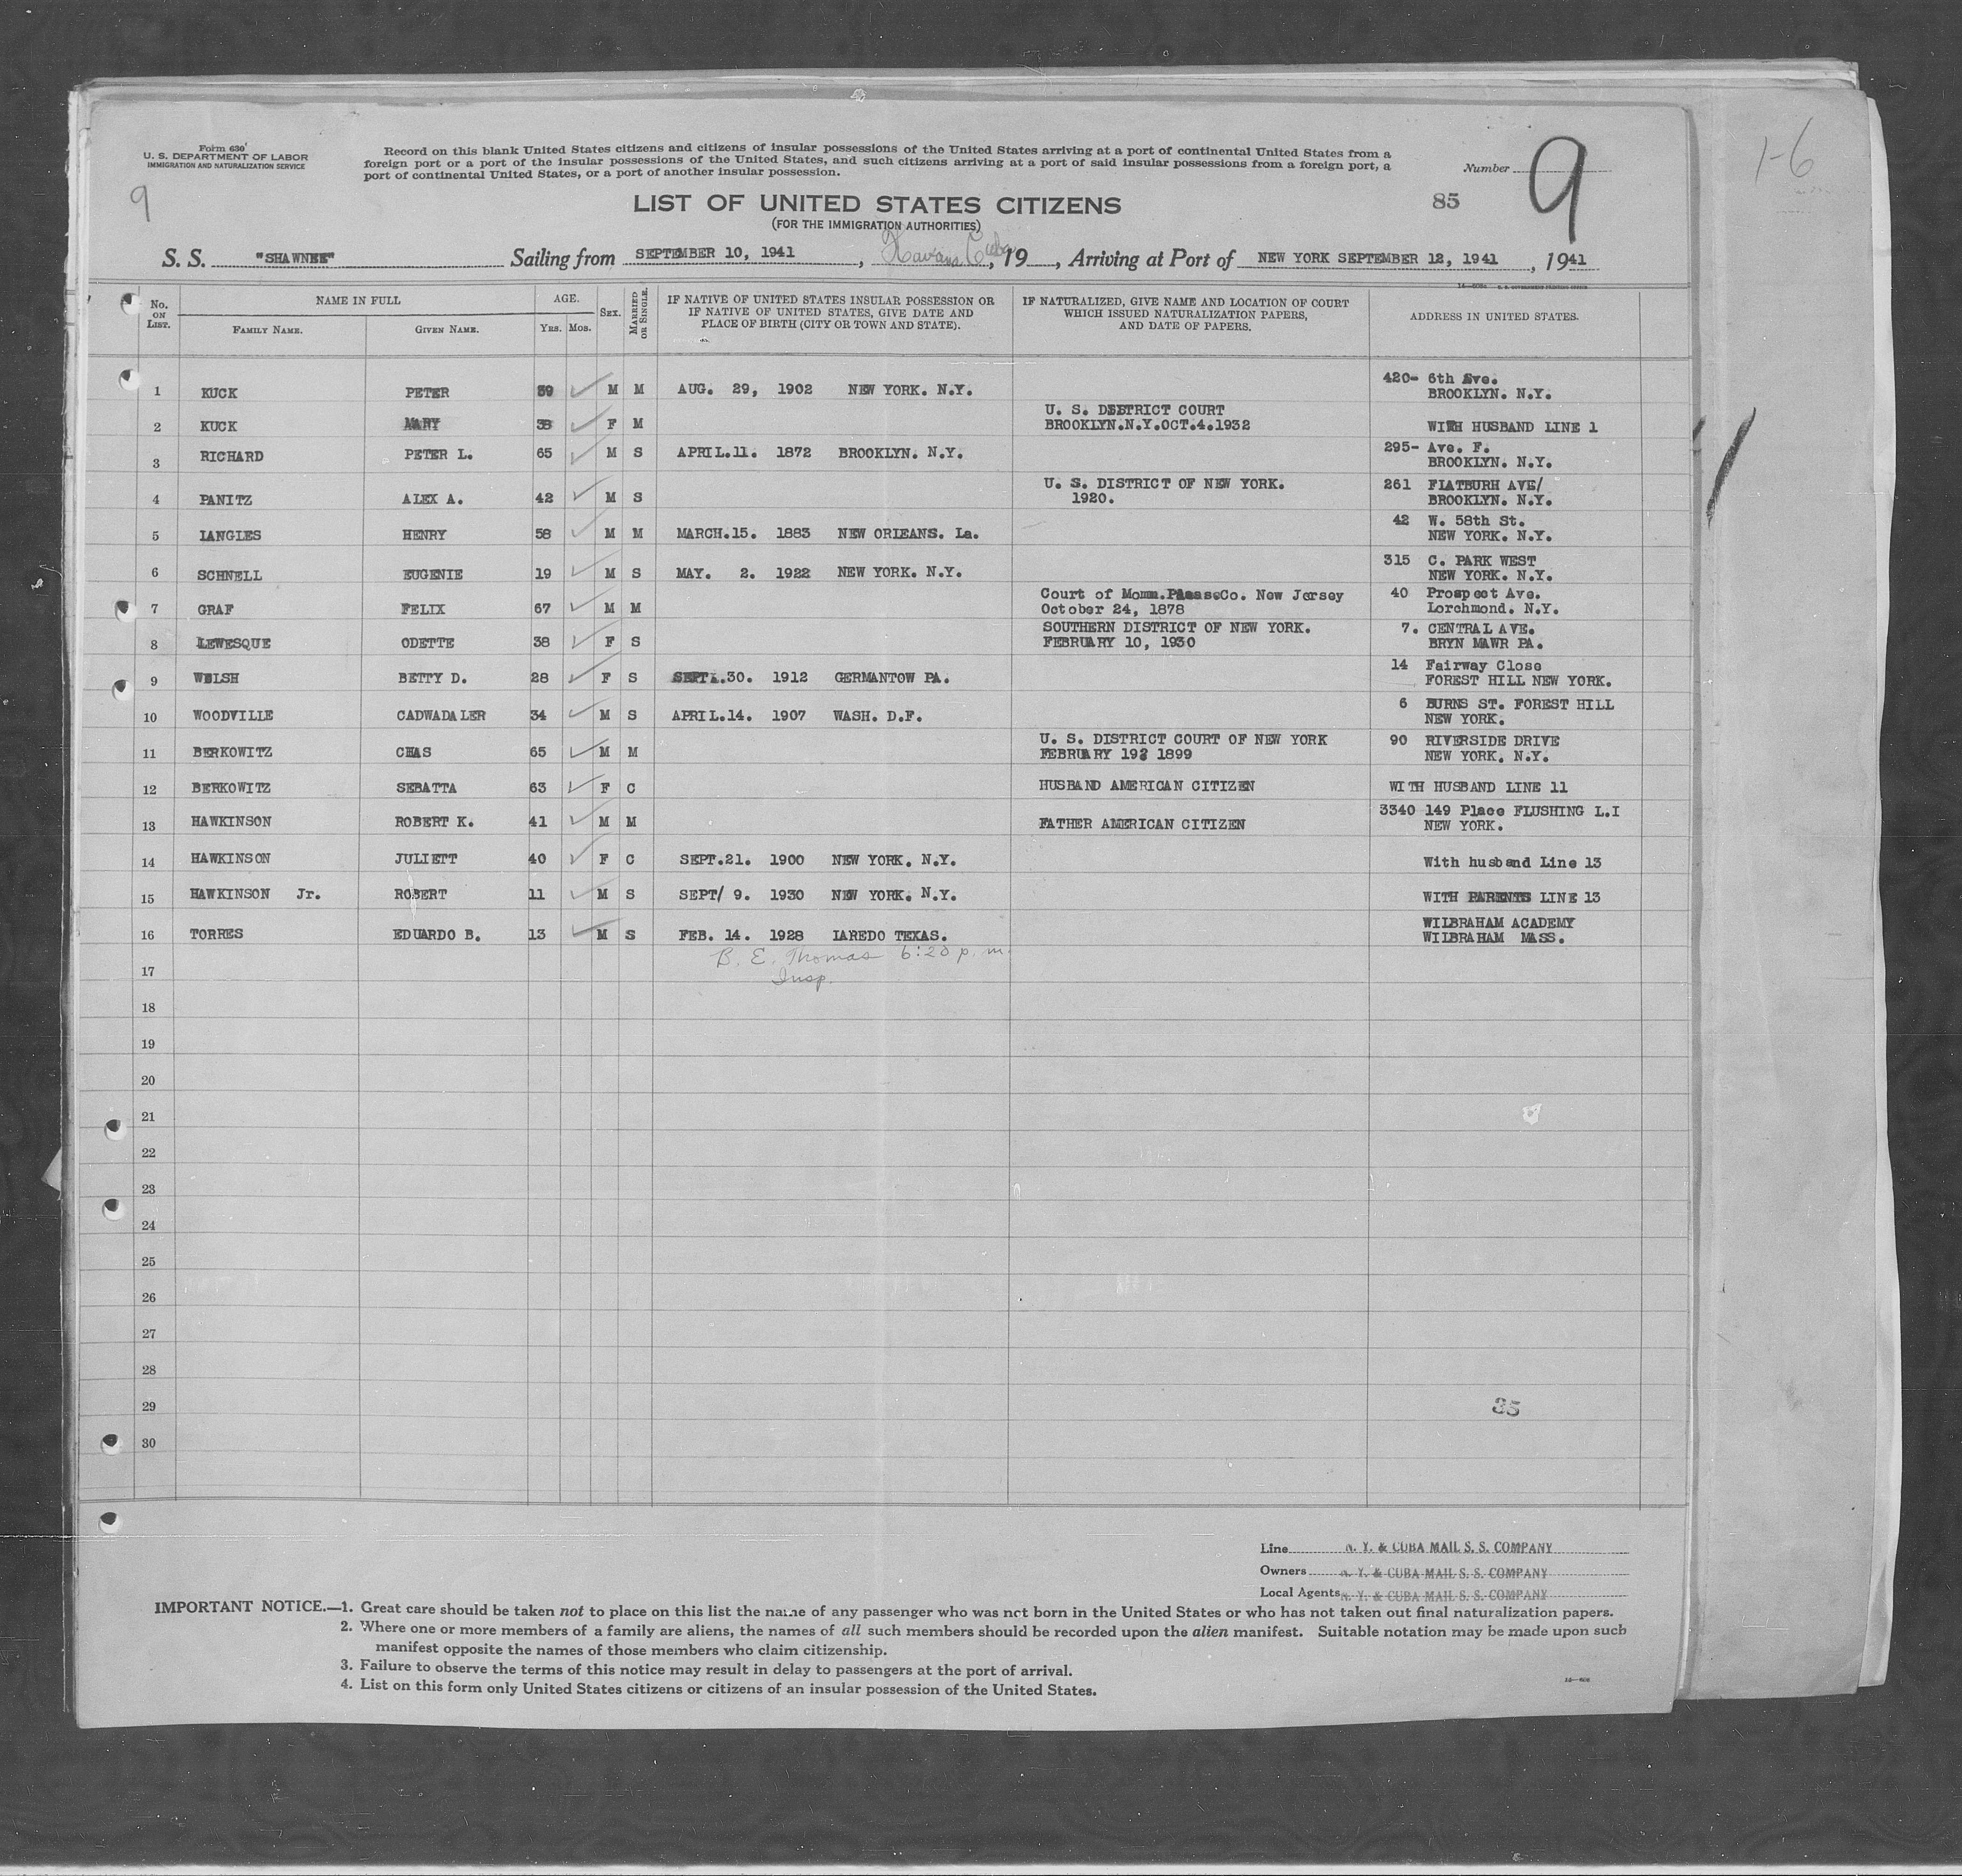 Form 630
U. S. DEPARTMENT OF LABOR
IMMIGRATION AND NATURALIZATION SERVICE
Record on this blank United States citizens and citizens of insular possessions of the United States arriving at a port of continental United States from a
foreign port or a port of the insular possessions of the United States, and such citizens arriving at a port of said insular possessions from a foreign port, a
port of continental United States, or a port of another insular possession.
Number 9
1-6
9
85
LIST OF UNITED STATES CITIZENS
(FOR THE IMMIGRATION AUTHORITIES)
S. S. "SHAWNEE" Sailing from SEPTEMBER 10, 1941, Havana Cuba, 19, Arriving at Port of NEW YORK SEPTEMBER 12, 1941, 1941
No. ON LIST. NAME IN FULL FAMILY NAME. GIVEN NAME. AGE. YRS. MOS. SEX. MARRIED OR SINGLE. IF NATIVE OF UNITED STATES INSULAR POSSESSION OR IF NATIVE OF UNITED STATES, GIVE DATE AND PLACE OF BIRTH (CITY OR TOWN AND STATE). IF NATURALIZED, GIVE NAME AND LOCATION OF COURT WHICH ISSUED NATURALIZATION PAPERS, AND DATE OF PAPERS. ADDRESS IN UNITED STATES.
1 KUCK PETER 39 M M AUG. 29, 1902 NEW YORK. N.Y. 420- 6th Ave. BROOKLYN. N.Y.
2 KUCK MARY 38 F M U. S. DISTRICT COURT BROOKLYN.N.Y.OCT.4.1932 WITH HUSBAND LINE 1
3 RICHARD PETER L. 65 M S APRIL.11. 1872 BROOKLYN. N.Y. 295- Ave. F. BROOKLYN. N.Y.
4 PANITZ ALEX A. 42 M S U. S. DISTRICT OF NEW YORK. 1920. 261 FIATBURH AVE/ BROOKLYN. N.Y.
5 IANGLES HENRY 58 M M MARCH.15. 1883 NEW ORIEANS. La. 42 W. 58th St. NEW YORK. N.Y.
6 SCHNELL EUGENIE 19 M S MAY. 2. 1922 NEW YORK. N.Y. 315 C. PARK WEST NEW YORK. N.Y.
7 GRAF FELIX 67 M M Court of Co. New Jersey October 24, 1878 40 Prospect Ave. Lorchmond. N.Y.
8 LEWESQUE ODETTE 38 F S SOUTHERN DISTRICT OF NEW YORK. FEBRUARY 10, 1930 7. CENTRAL AVE. BRYN MAWR PA.
9 WELSH BETTY D. 28 F S SEPT.30. 1912 GERMANTOW PA. 14 Fairway Close FOREST HILL NEW YORK.
10 WOODVILLE CADWADALER 34 M S APRIL.14. 1907 WASH. D.F. 6 BURNS ST. FOREST HILL NEW YORK.
11 BERKOWITZ CHAS 65 M M U. S. DISTRICT COURT OF NEW YORK FEBRUARY 1899 90 RIVERSIDE DRIVE NEW YORK. N.Y.
12 BERKOWITZ SEBATTA 63 F C HUSBAND AMERICAN CITIZEN WITH HUSBAND LINE 11
13 HAWKINSON ROBERT K. 41 M M FATHER AMERICAN CITIZEN 3340 149 Place FLUSHING L.I NEW YORK.
14 HAWKINSON JULIETT 40 F C SEPT.21. 1900 NEW YORK. N.Y. With husband Line 13
15 HAWKINSON Jr. ROBERT 11 M S SEPT/ 9. 1930 NEW YORK. N.Y. WITH PARENTS LINE 13
16 TORRES EDUARDO B. 13 M S FEB. 14. 1928 IAREDO TEXAS. WILBRAHAM ACADEMY WILBRAHAM MASS.
B. E. Thomas 6:20 p.m.
17 Insp.
18
19
20
21
22
23
24
25
26
27
28
29
85
30
Line N. Y. & CUBA MAIL S. S. COMPANY
Owners N. Y. & CUBA MAIL S. S. COMPANY
Local Agents N. Y. & CUBA MAIL S. S. COMPANY
IMPORTANT NOTICE.—1. Great care should be taken not to place on this list the name of any passenger who was not born in the United States or who has not taken out final naturalization papers.
2. Where one or more members of a family are aliens, the names of all such members should be recorded upon the alien manifest. Suitable notation may be made upon such
manifest opposite the names of those members who claim citizenship.
3. Failure to observe the terms of this notice may result in delay to passengers at the port of arrival.
4. List on this form only United States citizens or citizens of an insular possession of the United States.